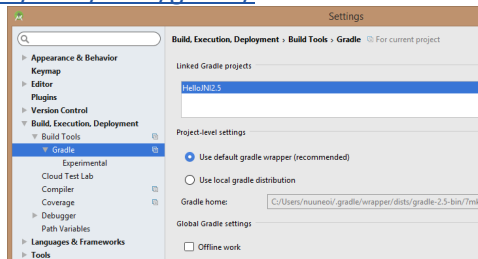 Settings
Build, Execution, Deployment › Build Tools › Gradle For current project
Appearance & Behavior
Keymap
Editor
Plugins
Version Control
Build, Execution, Deployment
Build Tools
Gradle
Experimental
Cloud Test Lab
Compiler
Coverage
Debugger
Path Variables
Languages & Frameworks
Tools
Linked Gradle projects
HelloJNI2.5
Project-level settings
Use default gradle wrapper (recommended)
Use local gradle distribution
Gradle home: C:/Users/nuuneoi/.gradle/wrapper/dists/gradle-2.5-bin/7mk
Global Gradle settings
Offline work